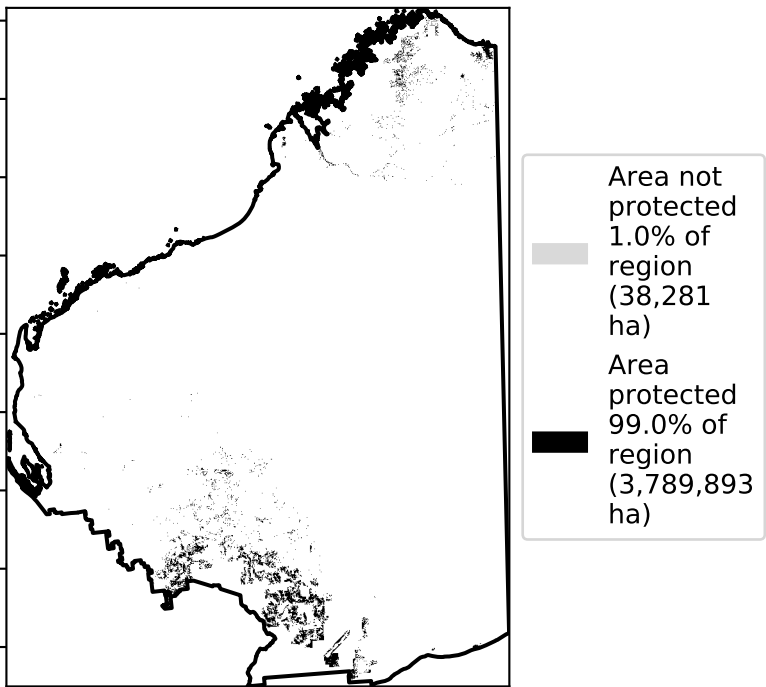 Area not
protected
1.0% of
region
(38,281
ha)
Area
protected
99.0% of
region
(3,789,893
ha)